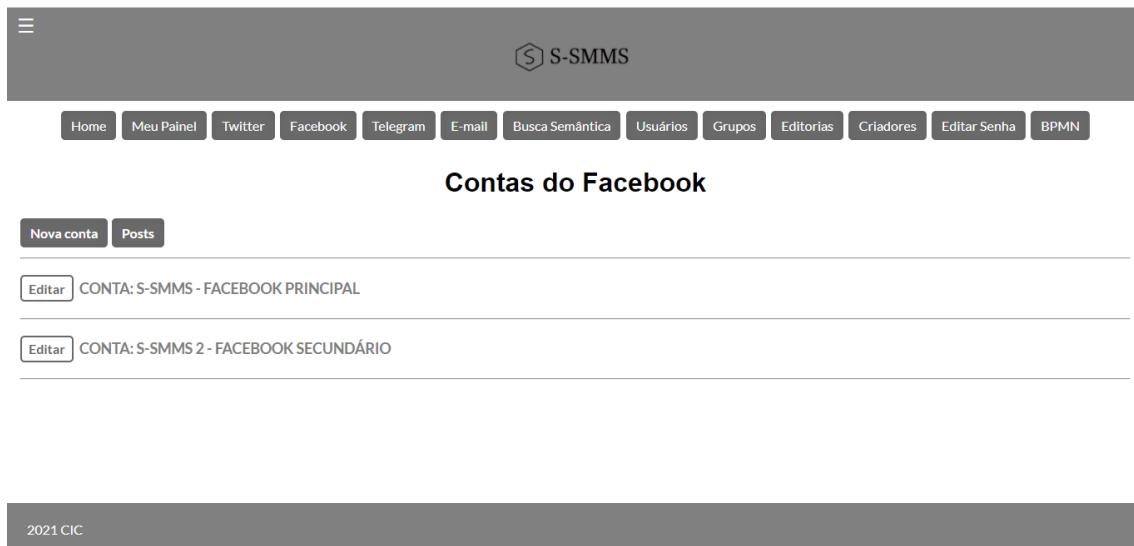 ☰
S-SMMS
Home Meu Painel Twitter Facebook Telegram E-mail Busca Semântica Usuários Grupos Editorias Criadores Editar Senha BPMN
Contas do Facebook
Nova conta Posts
Editar CONTA: S-SMMS - FACEBOOK PRINCIPAL
Editar CONTA: S-SMMS 2 - FACEBOOK SECUNDÁRIO
2021 CIC